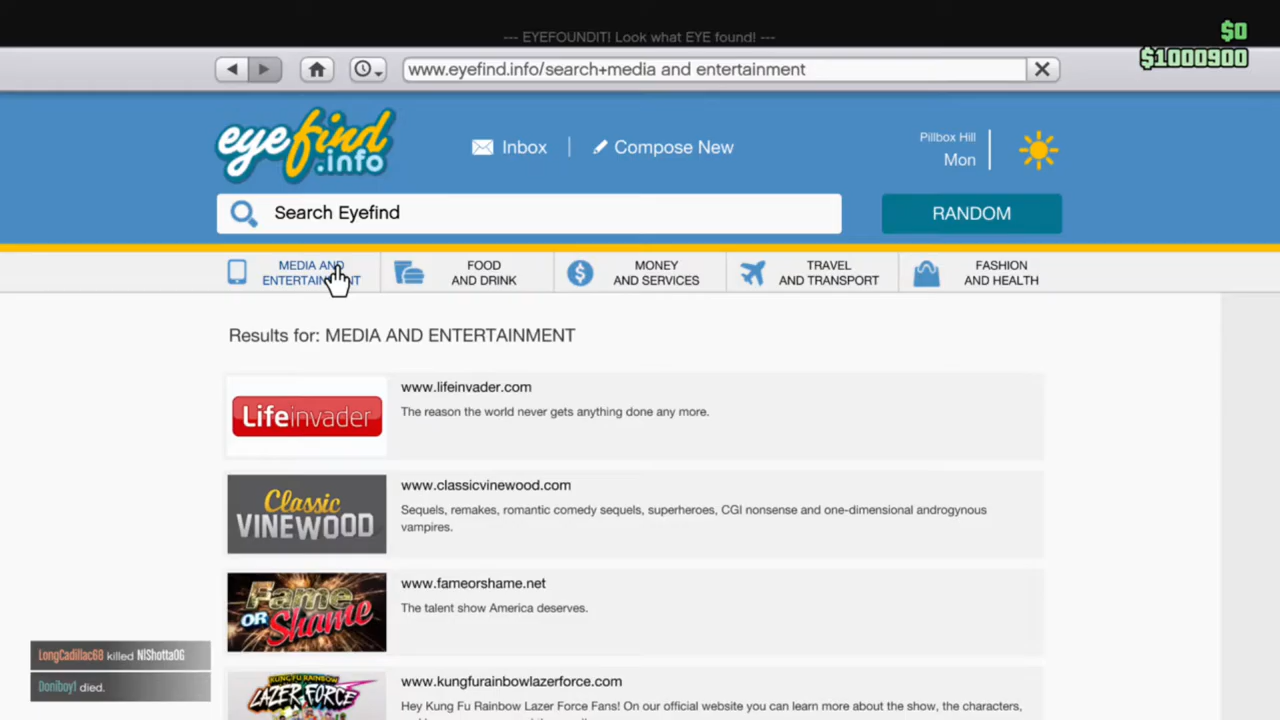 --- EYEFOUNDIT! Look what EYE found! ---
$0
$1000900
www.eyefind.info/search+media and entertainment
eyefind
.info
Inbox
Compose New
Pillbox Hill
Mon
Search Eyefind
RANDOM
MEDIA AND
ENTERTAINMENT
FOOD
AND DRINK
MONEY
AND SERVICES
TRAVEL
AND TRANSPORT
FASHION
AND HEALTH
Results for: MEDIA AND ENTERTAINMENT
Lifeinvader
www.lifeinvader.com
The reason the world never gets anything done any more.
Classic
VINEWOOD
www.classicvinewood.com
Sequels, remakes, romantic comedy sequels, superheroes, CGI nonsense and one-dimensional androgynous
vampires.
Fame
OR Shame
www.fameorshame.net
The talent show America deserves.
LongCadillac68 killed NIShotta06
Doniboy1 died.
KUNG FU RAINBOW
LAZER FORCE
www.kungfurainbowlazerforce.com
Hey Kung Fu Rainbow Lazer Force Fans! On our official website you can learn more about the show, the characters,